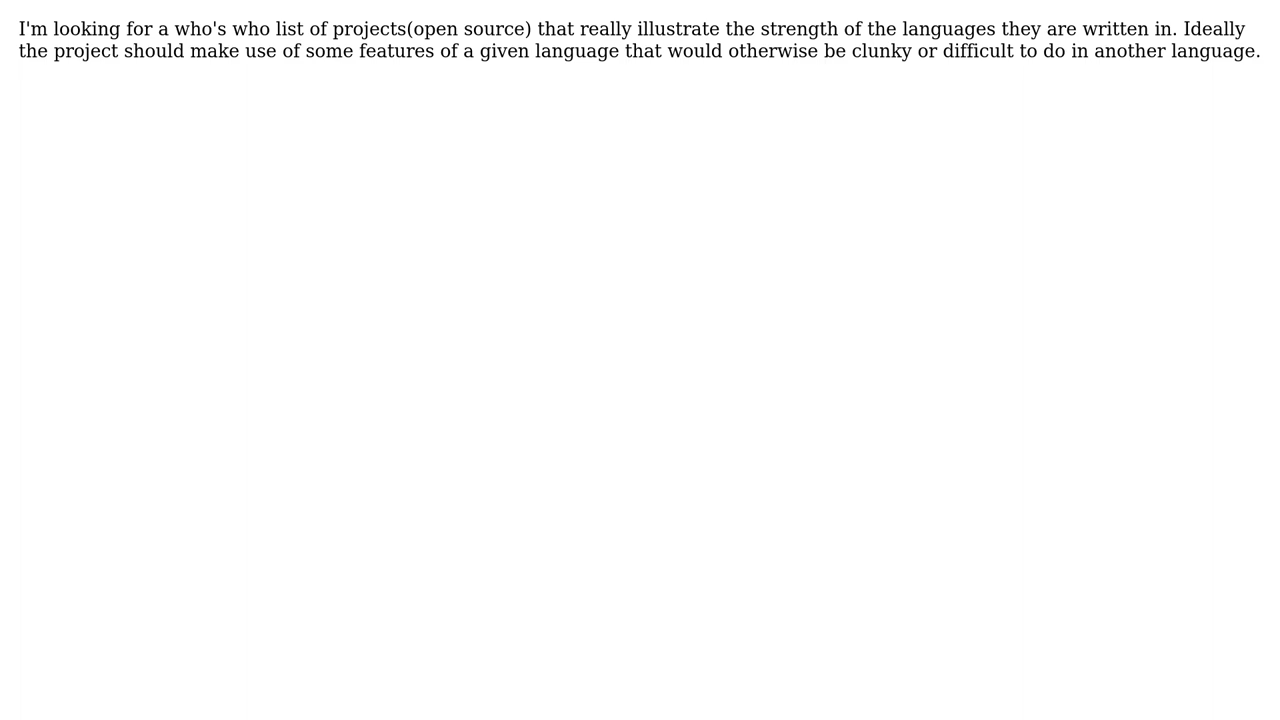 I'm looking for a who's who list of projects(open source) that really illustrate the strength of the languages they are written in. Ideally
the project should make use of some features of a given language that would otherwise be clunky or difficult to do in another language.